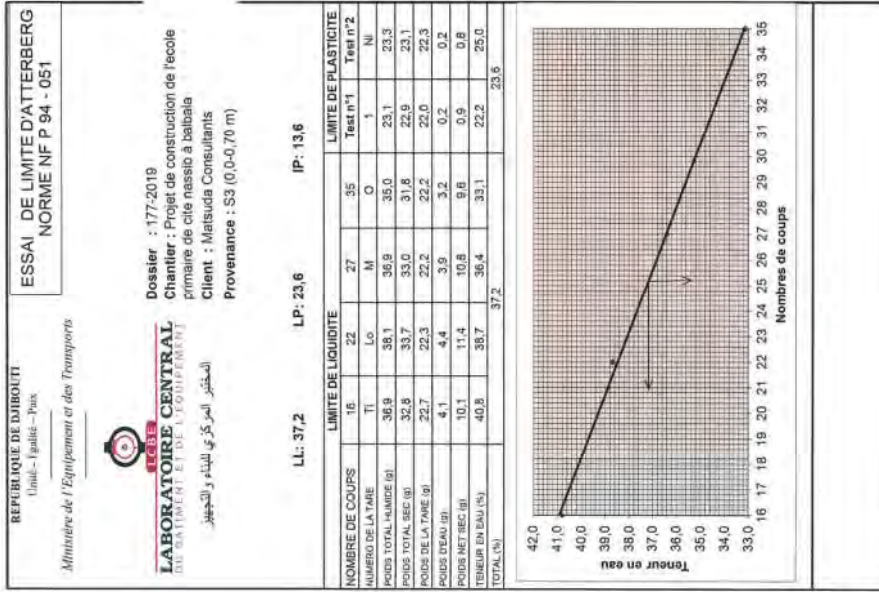 REPUBLIQUE DE DJIBOUTI
Unité – Egalité – Paix
Ministère de l'Equipement et des Transports
ESSAI DE LIMITE D'ATTERBERG
NORME NF P 94 - 051
LCBE
LABORATOIRE CENTRAL
DU BATIMENT ET DE L'EQUIPEMENT
المختبر المركزي للبناء و التجهيز
Dossier : 177-2019
Chantier : Projet de construction de l'ecole
primaire de cite nassio à balbala
Client : Matsuda Consultants
Provenance : S3 (0,0-0,70 m)
LL: 37,2 LP: 23,6 IP: 13,6
LIMITE DE LIQUIDITE LIMITE DE PLASTICITE
NOMBRE DE COUPS 16 22 27 35 Test n°1 Test n°2
NUMERO DE LA TARE Ti Lo M O 1 NI
POIDS TOTAL HUMIDE (g) 36,9 38,1 36,9 35,0 23,1 23,3
POIDS TOTAL SEC (g) 32,8 33,7 33,0 31,8 22,9 23,1
POIDS DE LA TARE (g) 22,7 22,3 22,2 22,2 22,0 22,3
POIDS D'EAU (g) 4,1 4,4 3,9 3,2 0,2 0,2
POIDS NET SEC (g) 10,1 11,4 10,8 9,6 0,9 0,8
TENEUR EN EAU (%) 40,8 38,7 36,4 33,1 22,2 25,0
TOTAL (%) 37,2 23,6
Teneur en eau
42,0
41,0
40,0
39,0
38,0
37,0
36,0
35,0
34,0
33,0
16 17 18 19 20 21 22 23 24 25 26 27 28 29 30 31 32 33 34 35
Nombres de coups